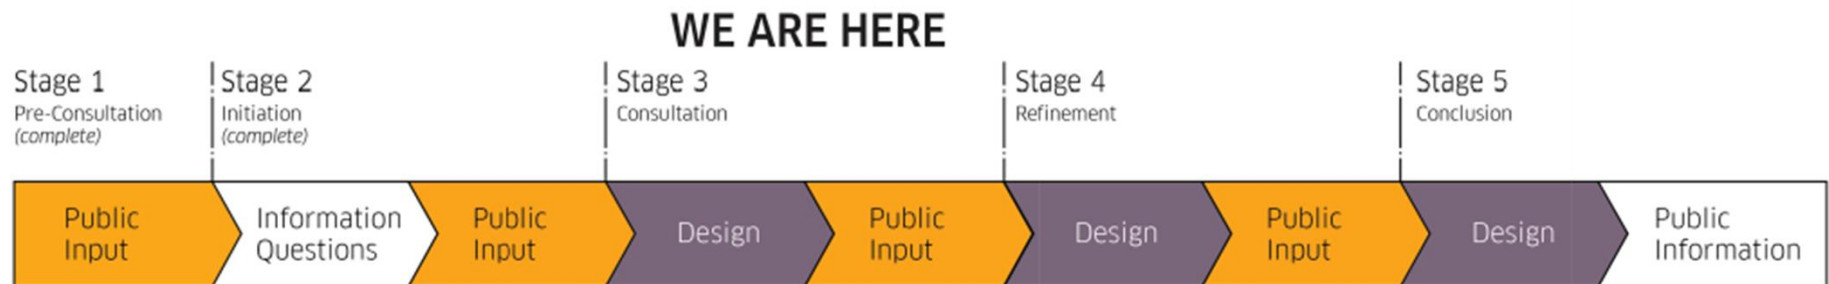 WE ARE HERE
Stage 1
Pre-Consultation
(complete)
Stage 2
Initiation
(complete)
Stage 3
Consultation
Stage 4
Refinement
Stage 5
Conclusion
Public
Input
Information
Questions
Public
Input
Design
Public
Input
Design
Public
Input
Design
Public
Information